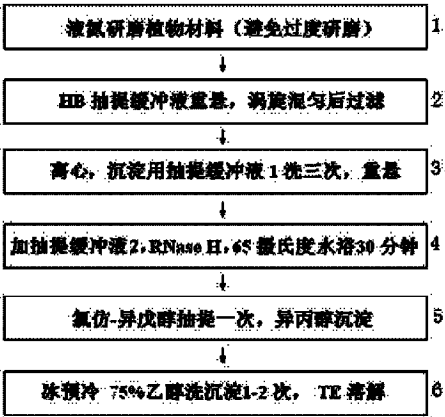 液氮研磨植物材料（避免过度研磨） 1
HB 抽提缓冲液重悬，涡旋混匀后过滤 2
离心，沉淀用抽提缓冲液 1 洗三次，重悬 3
加抽提缓冲液2，RNase H，65 摄氏度水浴30 分钟 4
氯仿-异戊醇抽提一次，异丙醇沉淀 5
冰预冷 75%乙醇洗沉淀1-2 次， TE 溶解 6